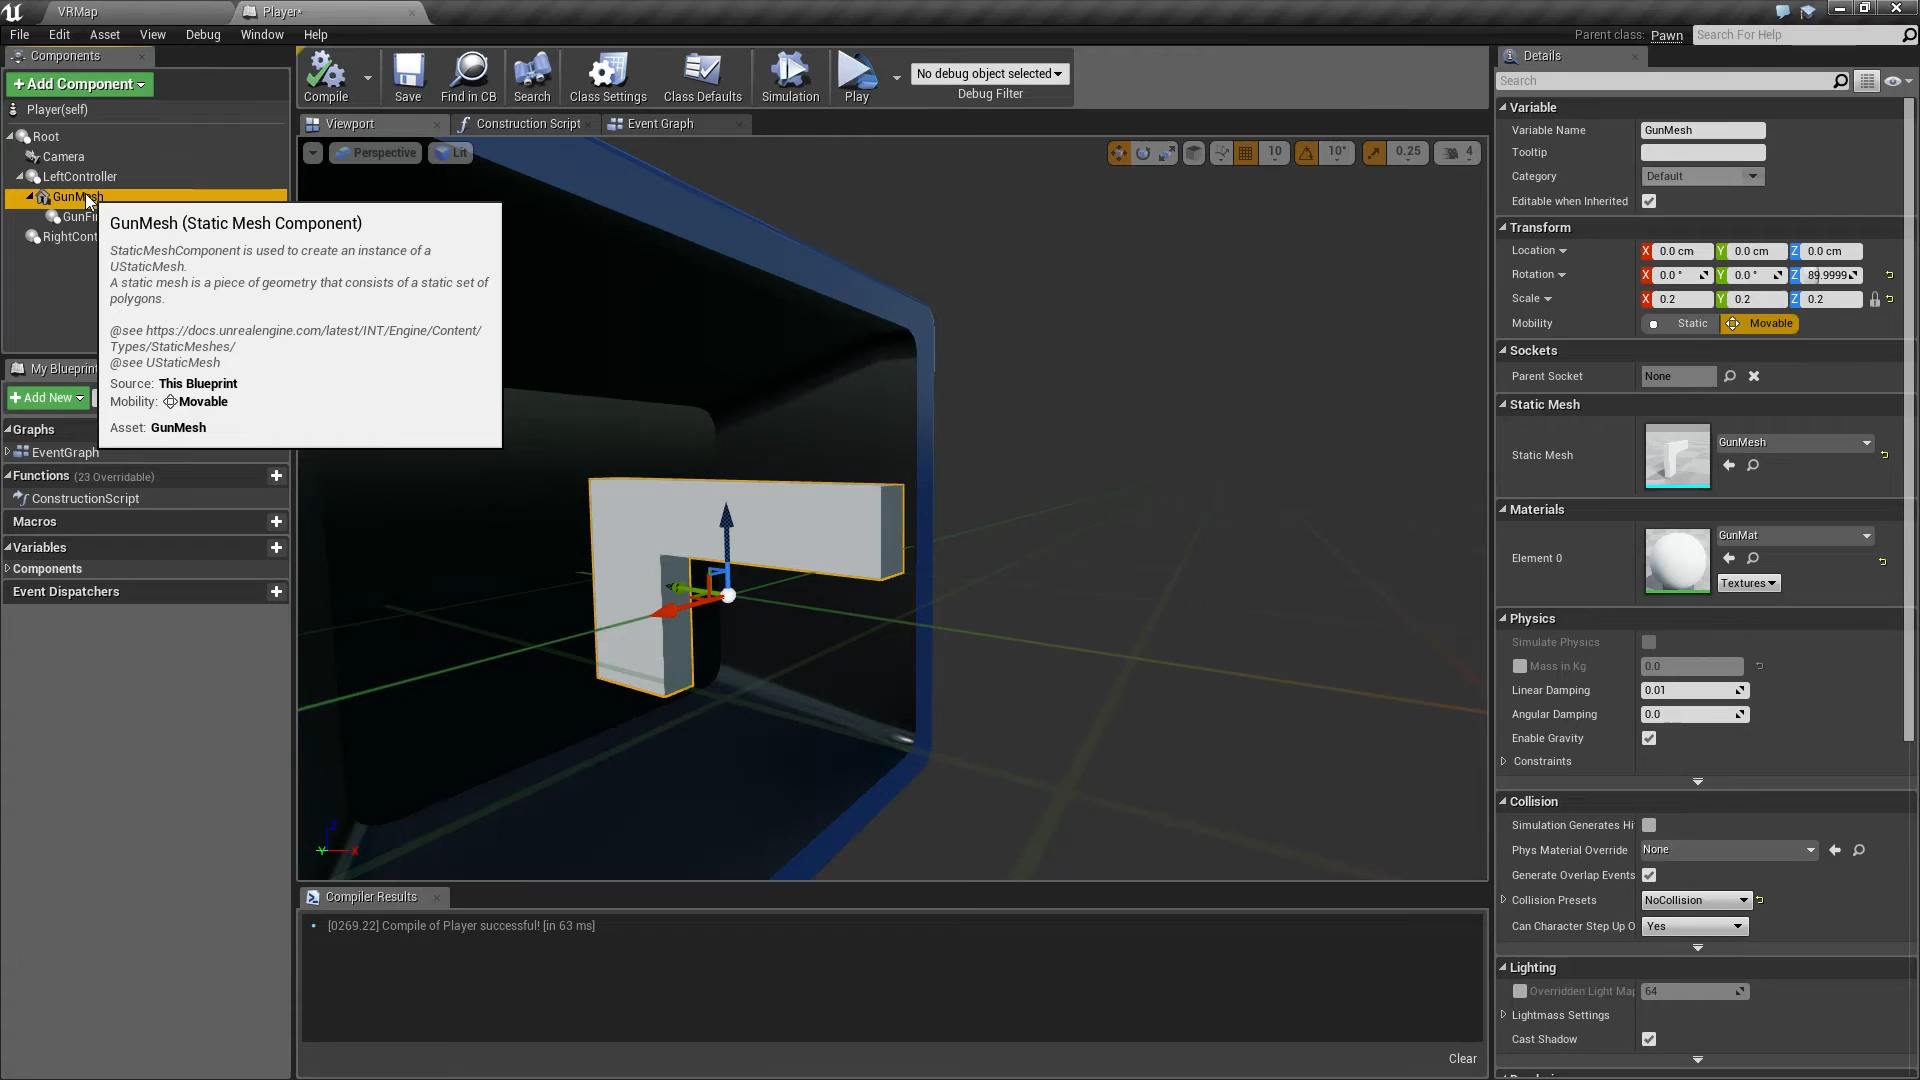 VRMap
Player*
File Edit Asset View Debug Window Help
Parent class: Pawn
Search For Help
Components
+Add Component
Player(self)
Root
Camera
LeftController
GunMesh
GunFi
RightCont
GunMesh (Static Mesh Component)
StaticMeshComponent is used to create an instance of a
UStaticMesh.
A static mesh is a piece of geometry that consists of a static set of
polygons.
@see https://docs.unrealengine.com/latest/INT/Engine/Content/
Types/StaticMeshes/
@see UStaticMesh
Source: This Blueprint
Mobility: Movable
Asset: GunMesh
My Blueprint
+Add New
Graphs
EventGraph
Functions (23 Overridable)
ConstructionScript
Macros
Variables
Components
Event Dispatchers
Compile
Save
Find in CB
Search
Class Settings
Class Defaults
Simulation
Play
No debug object selected
Debug Filter
Viewport
Construction Script
Event Graph
Perspective
Lit
10
10°
0.25
4
Z
Y
X
Compiler Results
[0269.22] Compile of Player successful! [in 63 ms]
Clear
Details
Search
Variable
Variable Name GunMesh
Tooltip
Category Default
Editable when Inherited
Transform
Location X 0.0 cm Y 0.0 cm Z 0.0 cm
Rotation X 0.0 ° Y 0.0 ° Z 89.9999
Scale X 0.2 Y 0.2 Z 0.2
Mobility Static Movable
Sockets
Parent Socket None
Static Mesh
Static Mesh GunMesh
Materials
Element 0 GunMat
Textures
Physics
Simulate Physics
Mass in Kg 0.0
Linear Damping 0.01
Angular Damping 0.0
Enable Gravity
Constraints
Collision
Simulation Generates Hi
Phys Material Override None
Generate Overlap Events
Collision Presets NoCollision
Can Character Step Up O Yes
Lighting
Overridden Light Ma 64
Lightmass Settings
Cast Shadow